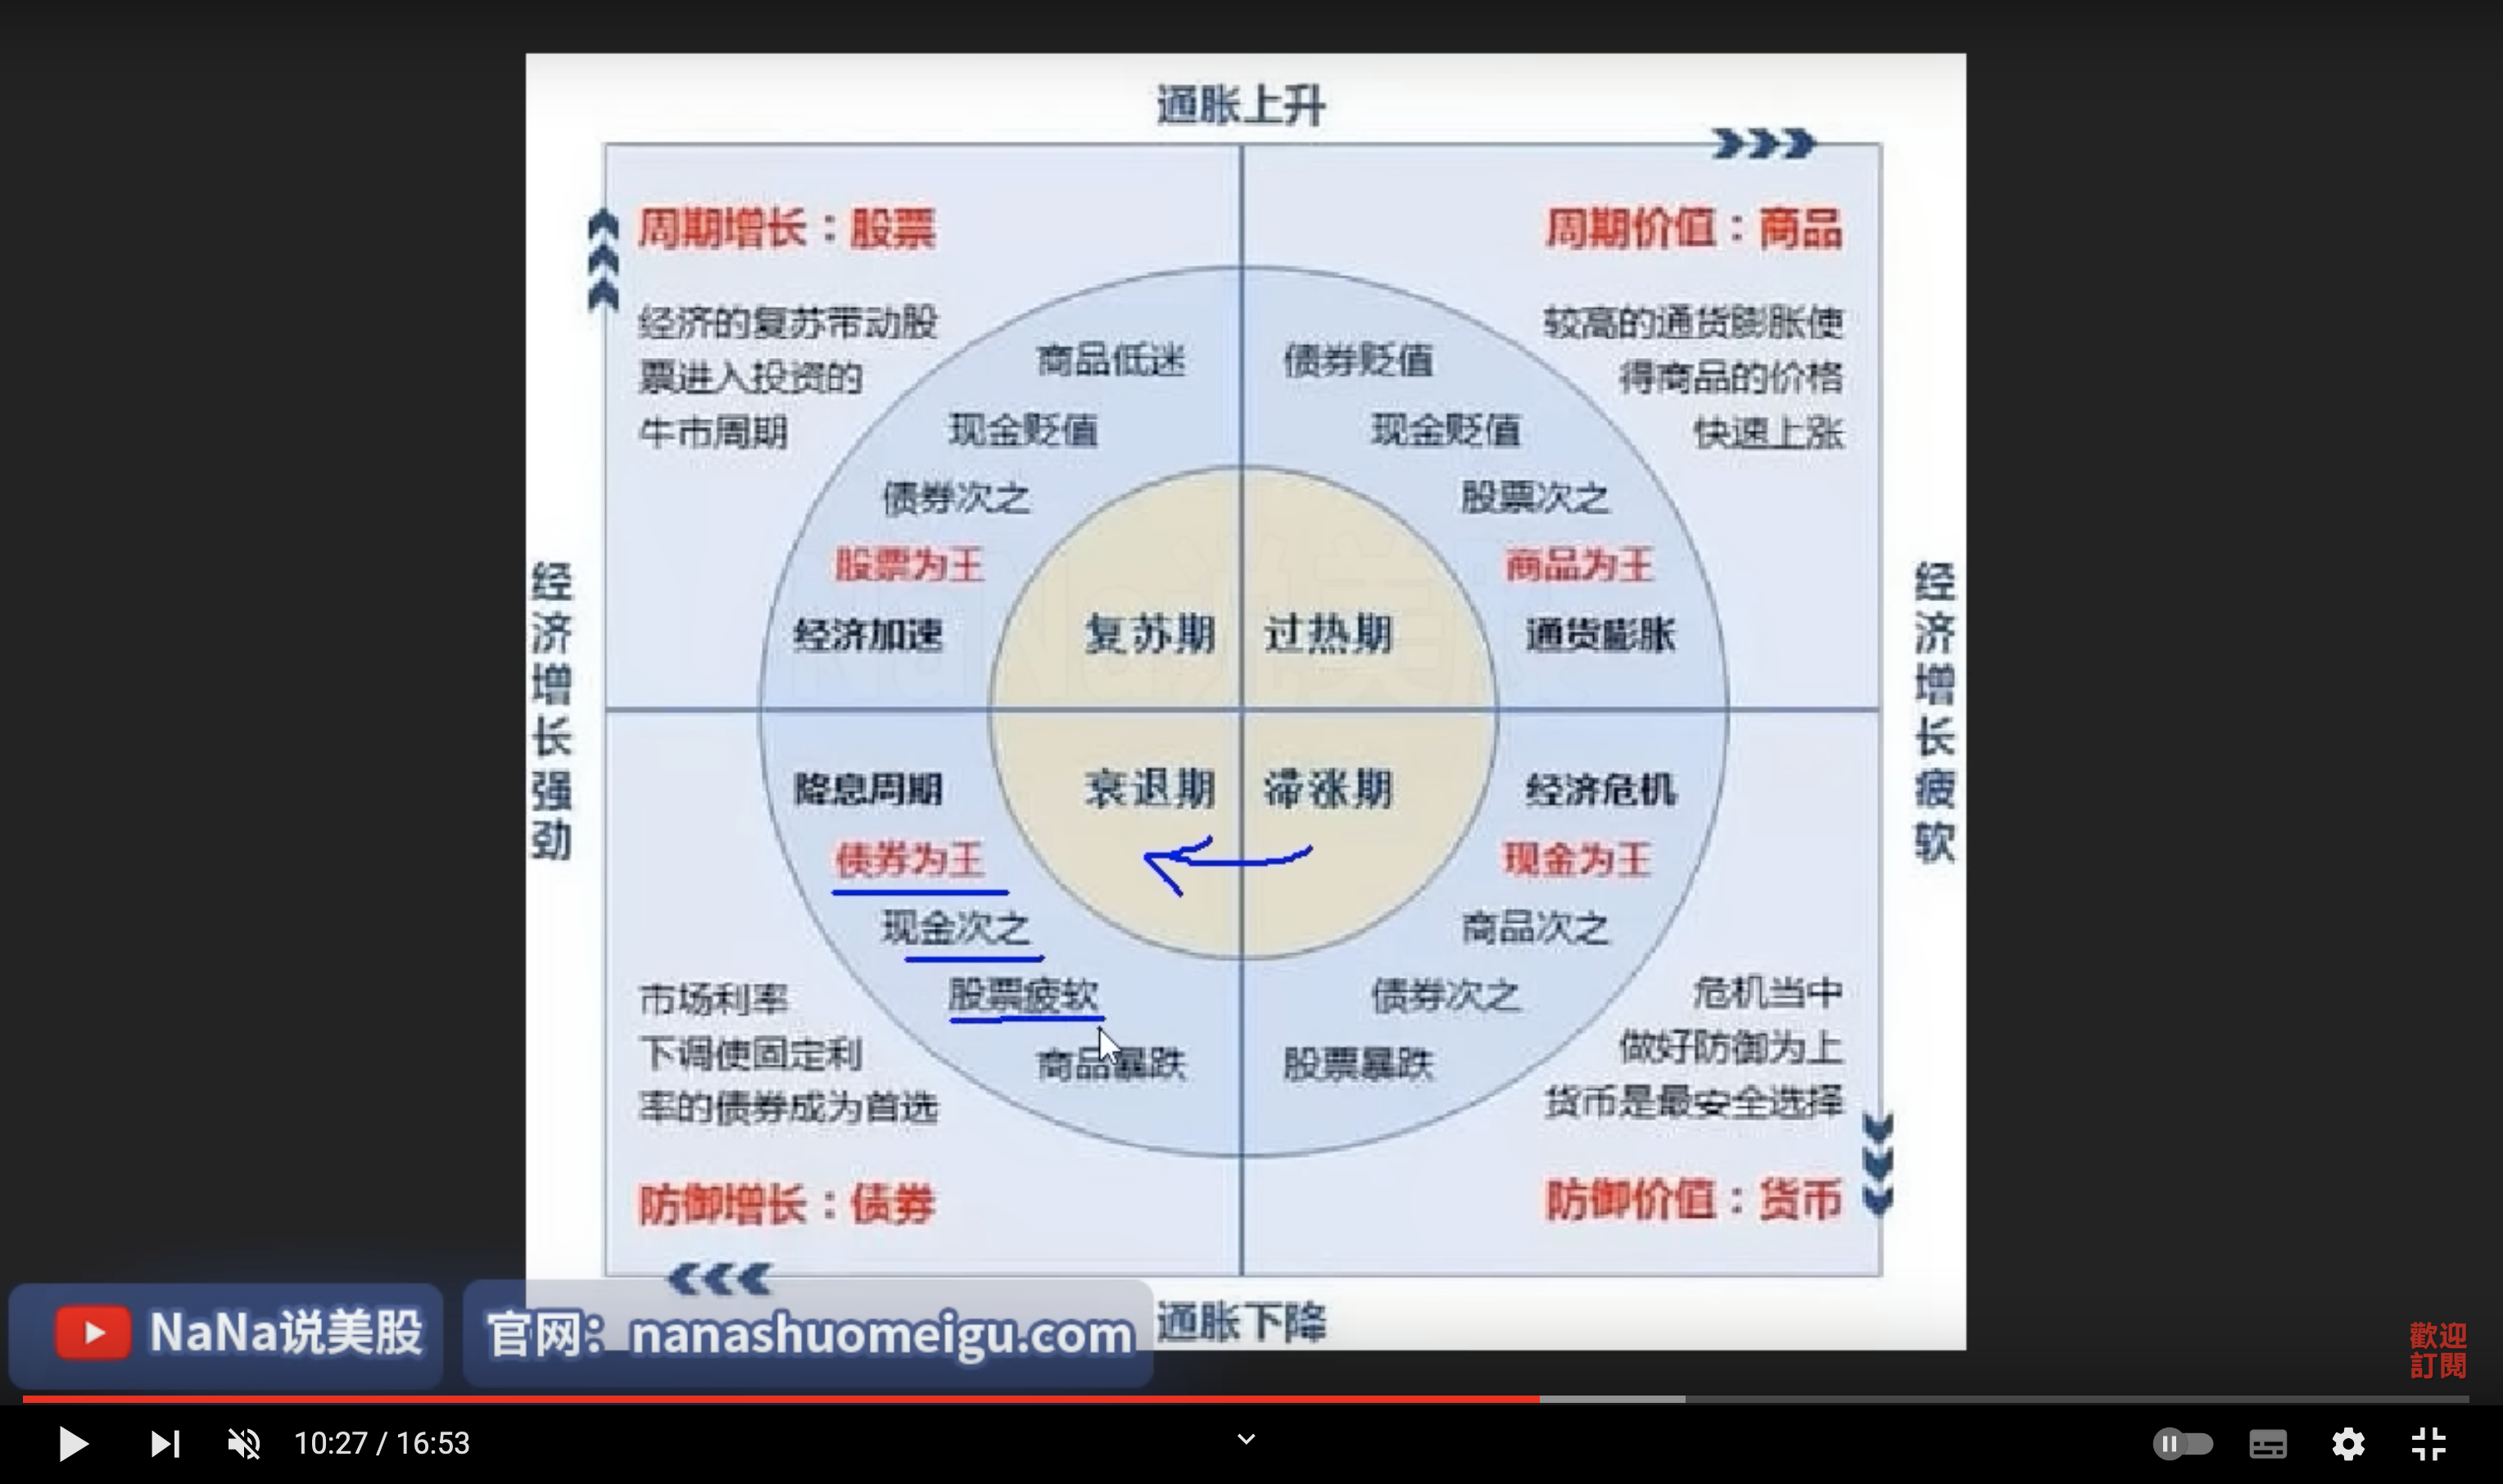 通胀上升
周期增长：股票
经济的复苏带动股
票进入投资的
牛市周期
周期价值：商品
较高的通货膨胀使
得商品的价格
快速上涨
商品低迷
现金贬值
债券次之
股票为王
经济加速
债券贬值
现金贬值
股票次之
商品为王
通货膨胀
复苏期
过热期
衰退期
滞涨期
经济增长强劲
经济增长疲软
降息周期
债券为王
现金次之
股票疲软
商品暴跌
经济危机
现金为王
商品次之
债券次之
股票暴跌
市场利率
下调使固定利
率的债券成为首选
防御增长：债券
危机当中
做好防御为上
货币是最安全选择
防御价值：货币
通胀下降
NaNa说美股
官网：nanashuomeigu.com
歡迎
訂閱
10:27 / 16:53